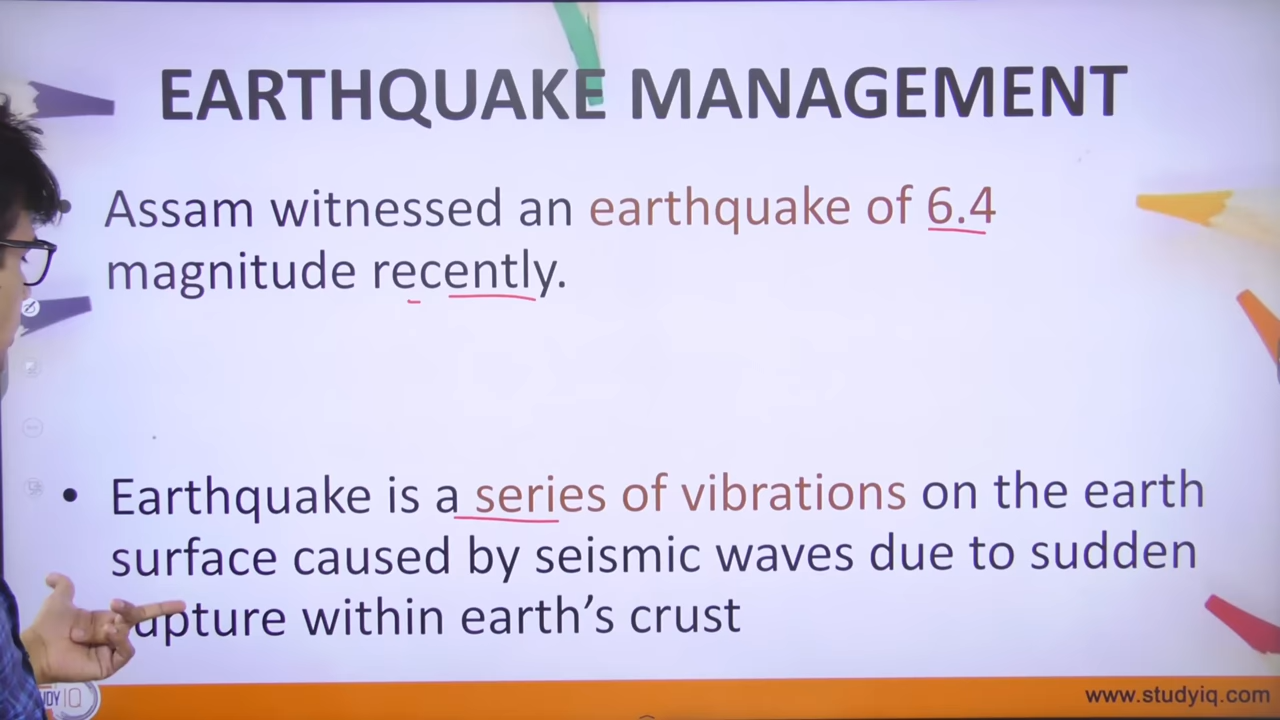 EARTHQUAKE MANAGEMENT
• Assam witnessed an earthquake of 6.4
magnitude recently.
• Earthquake is a series of vibrations on the earth
surface caused by seismic waves due to sudden
upture within earth's crust
IQ
www.studyiq.com